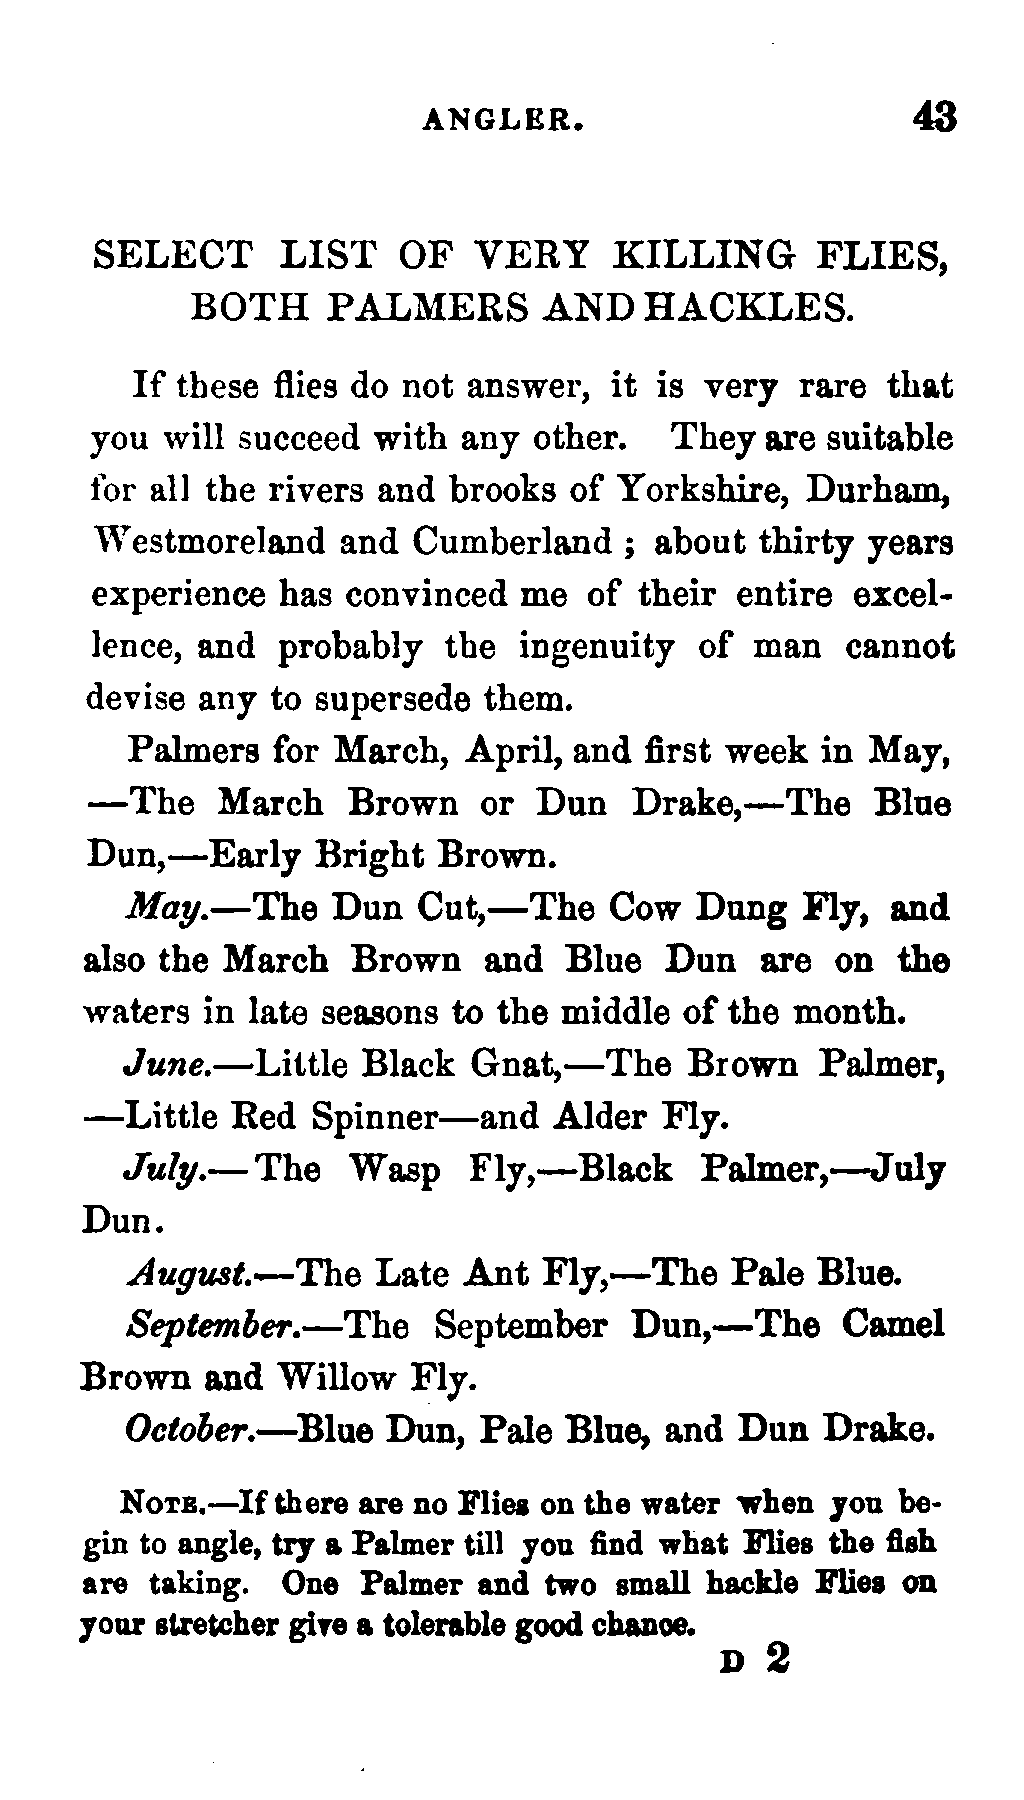 ANGLER. 43
SELECT LIST OF VERY KILLING FLIES,
BOTH PALMERS AND HACKLES.
If these flies do not answer, it is very rare that
you will succeed with any other. They are suitable
for all the rivers and brooks of Yorkshire, Durham,
Westmoreland and Cumberland ; about thirty years
experience has convinced me of their entire excel-
lence, and probably the ingenuity of man cannot
devise any to supersede them.
Palmers for March, April, and first week in May,
—The March Brown or Dun Drake,—The Blue
Dun,—Early Bright Brown.
May.—The Dun Cut,—The Cow Dung Fly, and
also the March Brown and Blue Dun are on the
waters in late seasons to the middle of the month.
June.—Little Black Gnat,—The Brown Palmer,
—Little Red Spinner—and Alder Fly.
July.—The Wasp Fly,—Black Palmer,—July
Dun.
August.—The Late Ant Fly,—The Pale Blue.
September.—The September Dun,—The Camel
Brown and Willow Fly.
October.—Blue Dun, Pale Blue, and Dun Drake.
NOTE.—If there are no Flies on the water when you be-
gin to angle, try a Palmer till you find what Flies the fish
are taking. One Palmer and two small hackle Flies on
your stretcher give a tolerable good chance.
D 2